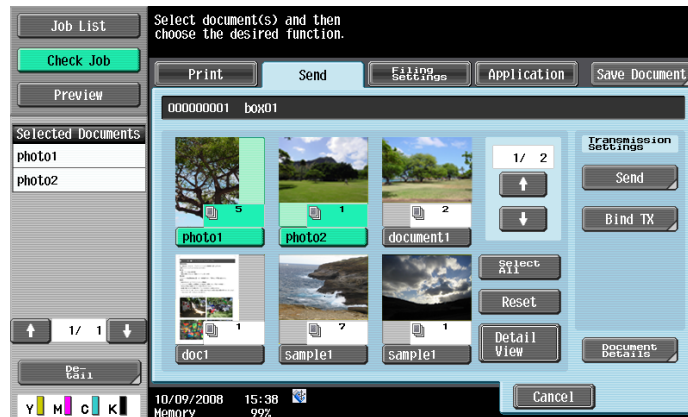 Job List
Check Job
Preview
Selected Documents
photo1
photo2
1/ 1
De-
tail
Y M C K
Select document(s) and then
choose the desired function.
Print
Send
Filing
Settings
Application
Save Document
000000001 box01
5
photo1
1
photo2
2
document1
1
doc1
7
sample1
1
sample1
1/ 2
Select
All
Reset
Detail
View
Transmission
Settings
Send
Bind TX
Document
Details
10/09/2008 15:38
Memory 99%
Cancel